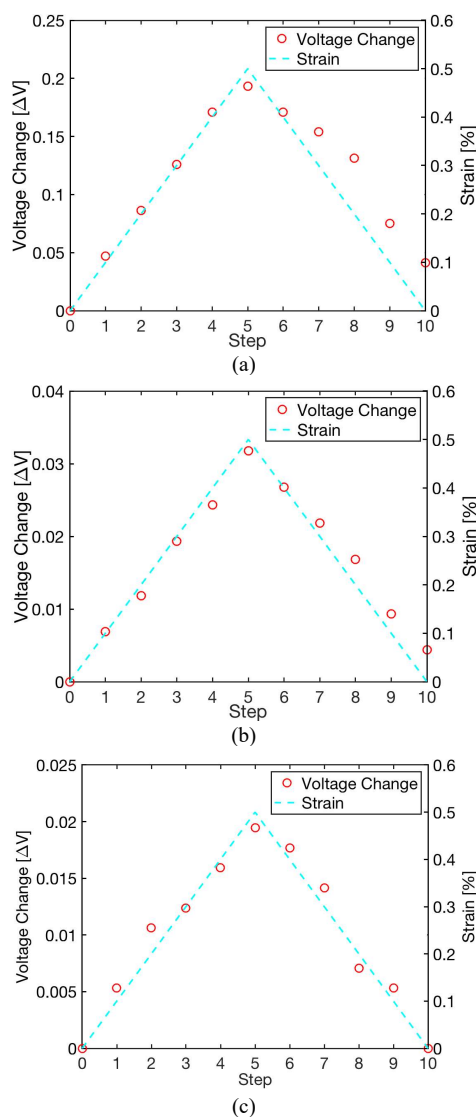 0.25
0.2
0.15
0.1
0.05
0
Voltage Change [ΔV]
Voltage Change
Strain
0.6
0.5
0.4
0.3
0.2
0.1
0
Strain [%]
0 1 2 3 4 5 6 7 8 9 10
Step
(a)
0.04
0.03
0.02
0.01
0
Voltage Change [ΔV]
Voltage Change
Strain
0.6
0.5
0.4
0.3
0.2
0.1
0
Strain [%]
0 1 2 3 4 5 6 7 8 9 10
Step
(b)
0.025
0.02
0.015
0.01
0.005
0
Voltage Change [ΔV]
Voltage Change
Strain
0.6
0.5
0.4
0.3
0.2
0.1
0
Strain [%]
0 1 2 3 4 5 6 7 8 9 10
Step
(c)